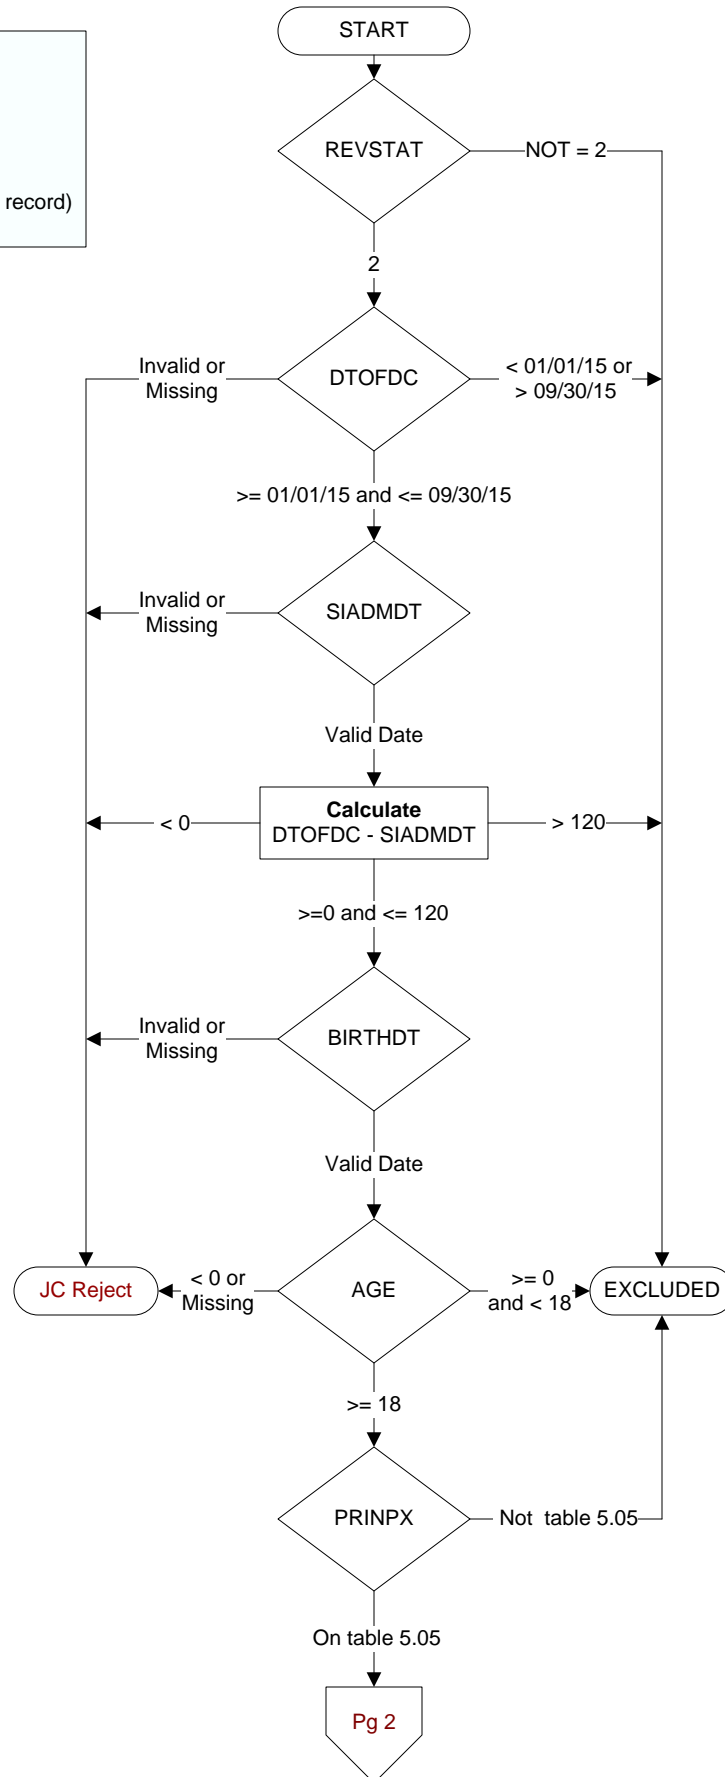 START
record)
REVSTAT
NOT = 2
2
Invalid or
Missing
DTOFDC
< 01/01/15 or
> 09/30/15
>= 01/01/15 and <= 09/30/15
Invalid or
Missing
SIADMDT
Valid Date
< 0
Calculate
DTOFDC - SIADMDT
> 120
>=0 and <= 120
Invalid or
Missing
BIRTHDT
Valid Date
JC Reject
< 0 or
Missing
AGE
>= 0
and < 18
EXCLUDED
>= 18
PRINPX
Not table 5.05
On table 5.05
Pg 2